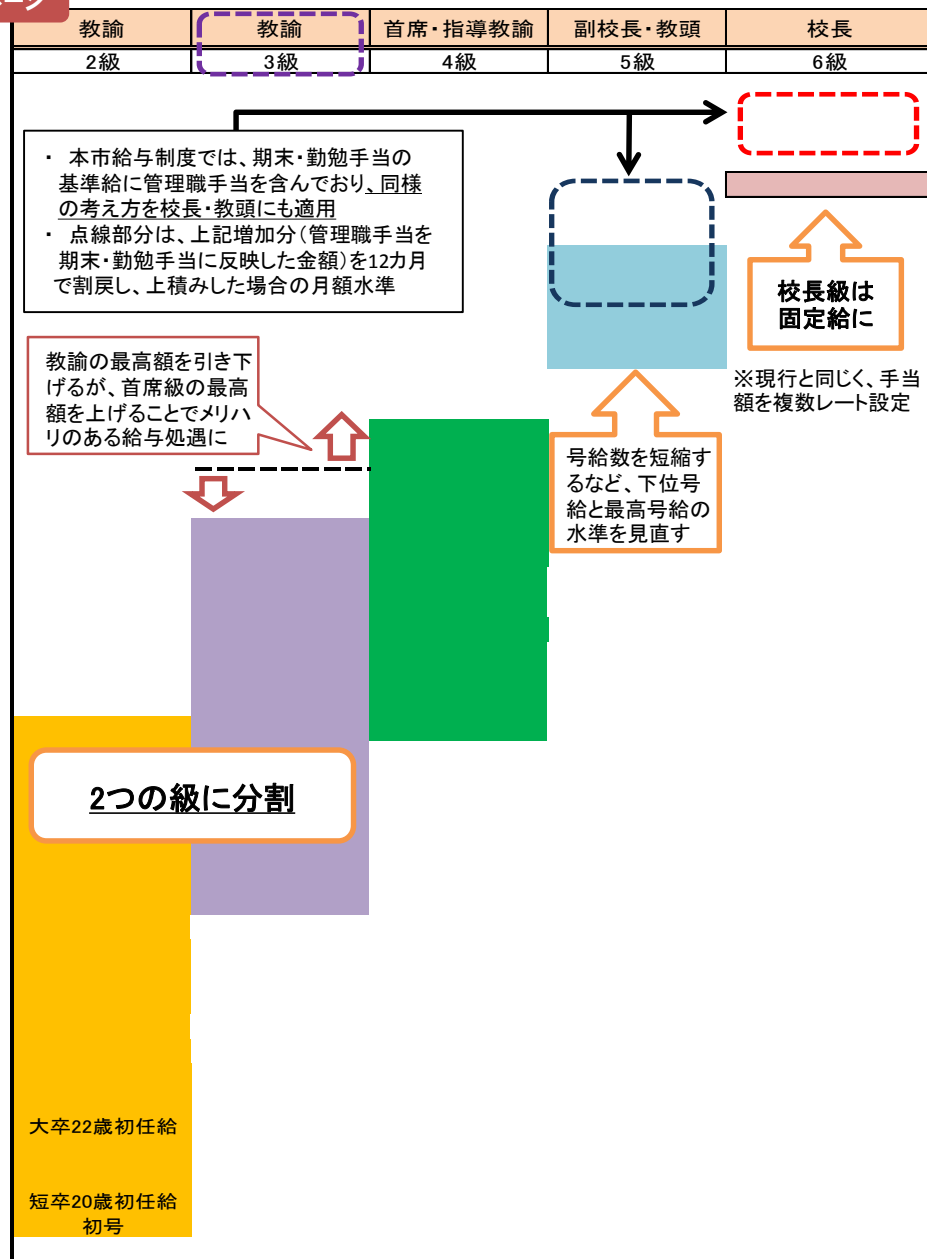 教諭
教諭
首席・指導教諭
副校長・教頭
校長
2級
3級
4級
5級
6級
・ 本市給与制度では、期末・勤勉手当の
基準給に管理職手当を含んでおり、同様
の考え方を校長・教頭にも適用
・ 点線部分は、上記増加分(管理職手当を
期末・勤勉手当に反映した金額)を12カ月
で割戻し、上積みした場合の月額水準
校長級は
固定給に
※現行と同じく、手当
額を複数レート設定
教諭の最高額を引き下
げるが、首席級の最高
額を上げることでメリハ
リのある給与処遇に
号給数を短縮す
るなど、下位号
給と最高号給の
水準を見直す
2つの級に分割
大卒22歳初任給
短卒20歳初任給
初号